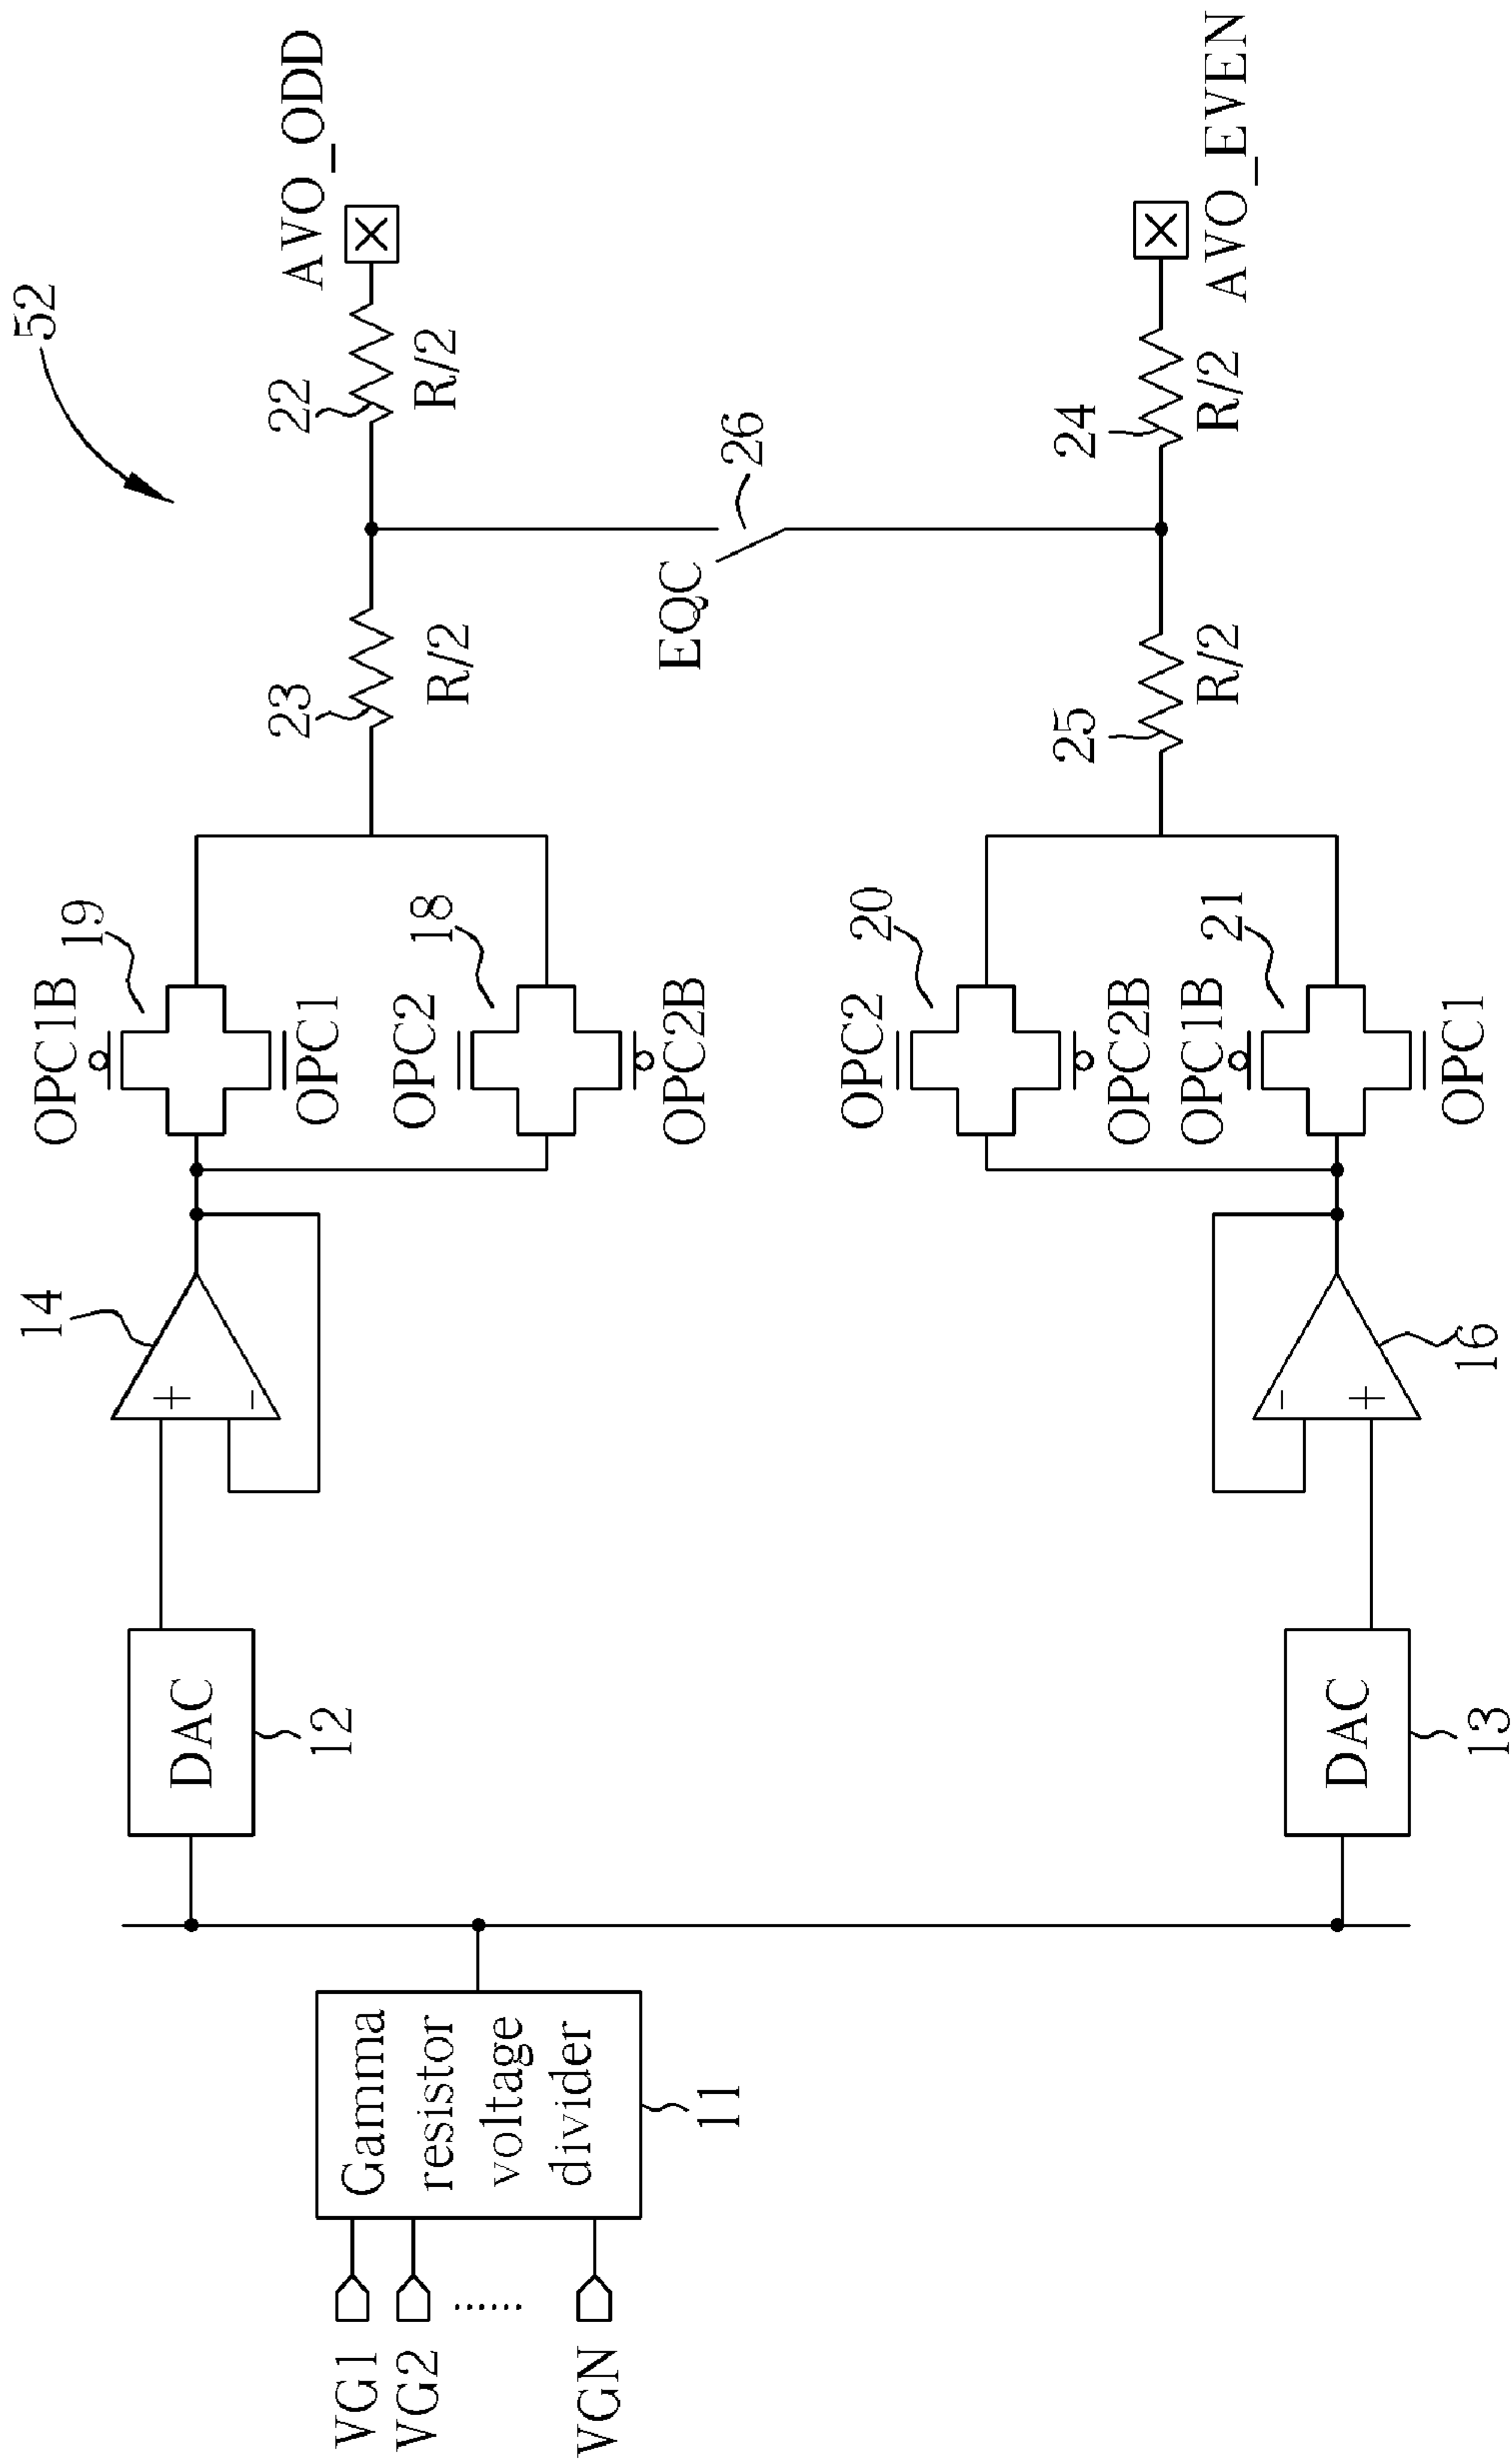 52
AVO_ODD
22
R/2
23
R/2
EQC
26
24
R/2
AVO_EVEN
25
R/2
19
OPC1B
OPC1
18
OPC2
OPC2B
20
OPC2
OPC2B
21
OPC1B
OPC1
14
+
-
16
-
+
DAC
12
DAC
13
Gamma
resistor
voltage
divider
11
VG1
VG2
......
VGN